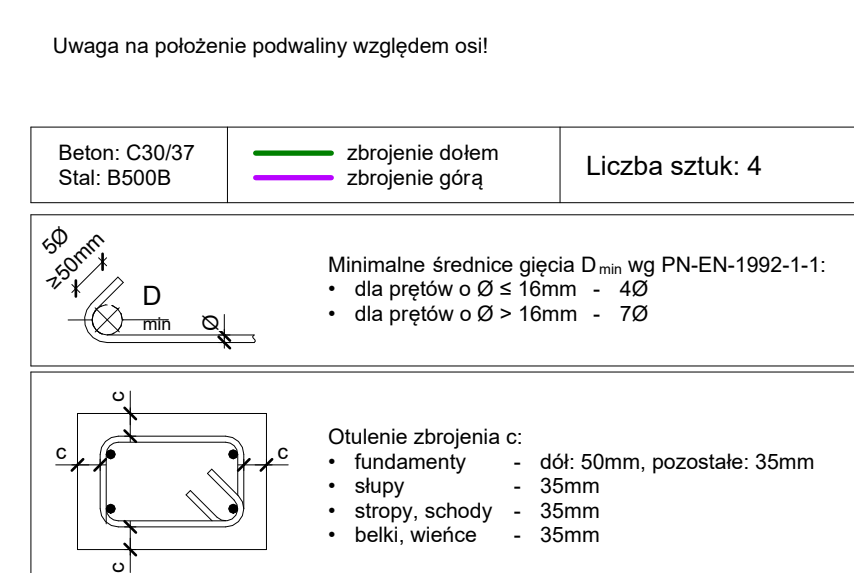 Uwaga na położenie podwaliny względem osi!
Beton: C30/37
Stal: B500B
zbrojenie dołem
zbrojenie górą
Liczba sztuk: 4
5Ø
≥50mm
D
min
Ø
Minimalne średnice gięcia Dmin wg PN-EN-1992-1-1:
• dla prętów o Ø ≤ 16mm - 4Ø
• dla prętów o Ø > 16mm - 7Ø
c
c
c
c
Otulenie zbrojenia c:
• fundamenty - dół: 50mm, pozostałe: 35mm
• słupy - 35mm
• stropy, schody - 35mm
• belki, wieńce - 35mm